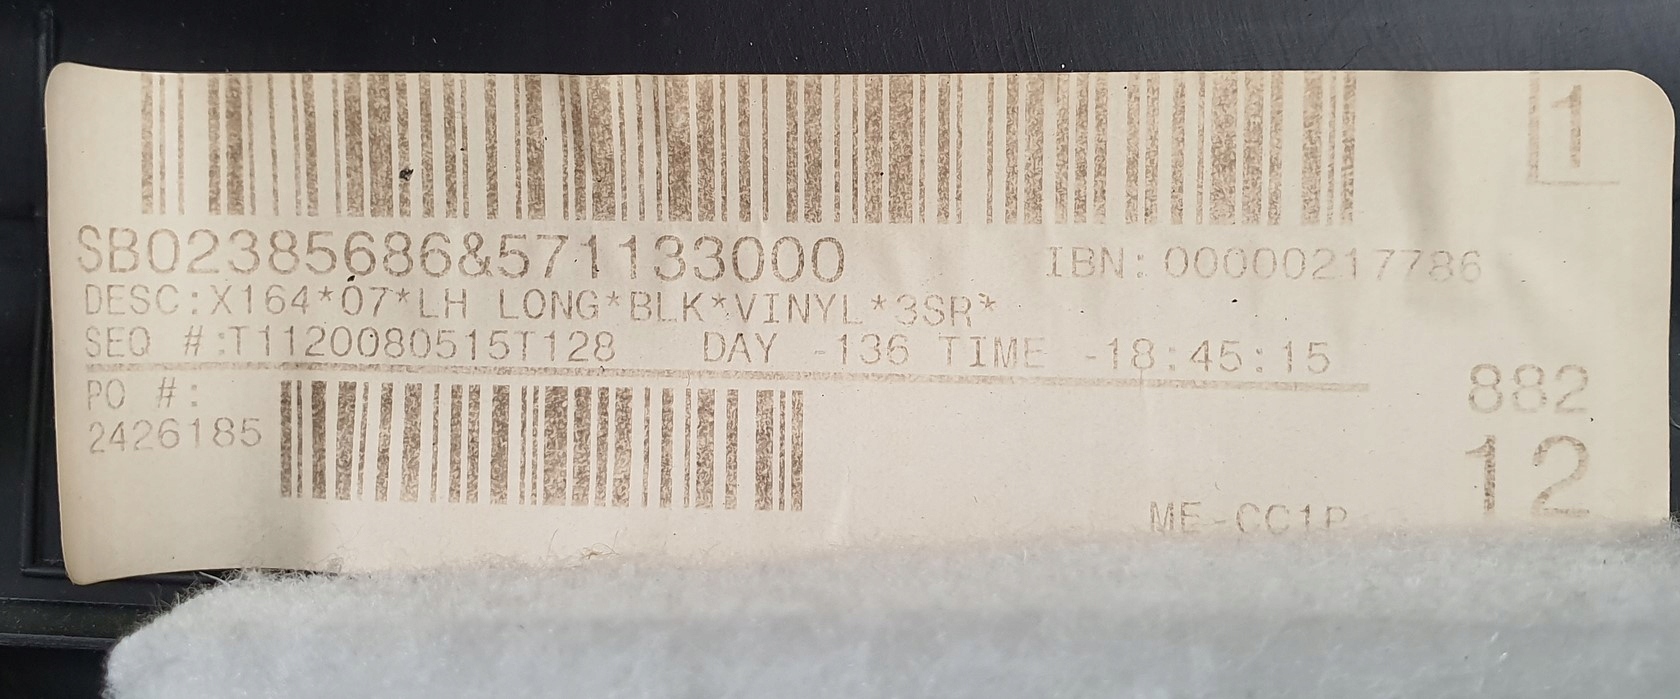 1
SB02385686&571133000 IBN:00000217786
DESC:X164*07*LH LONG*BLK*VINYL*3SR*
SEQ #:T1120080515T128 DAY -136 TIME -18:45:15
PO #:
2426185
882
12
ME-CC1P